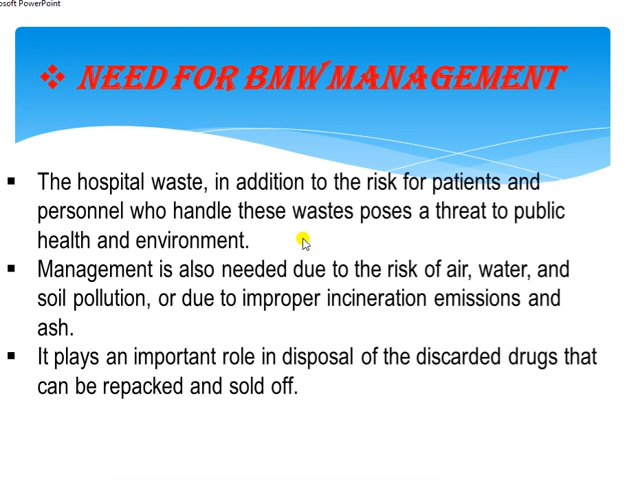 osoft PowerPoint
❖ NEED FOR BMW MANAGEMENT
▪ The hospital waste, in addition to the risk for patients and
personnel who handle these wastes poses a threat to public
health and environment.
▪ Management is also needed due to the risk of air, water, and
soil pollution, or due to improper incineration emissions and
ash.
▪ It plays an important role in disposal of the discarded drugs that
can be repacked and sold off.